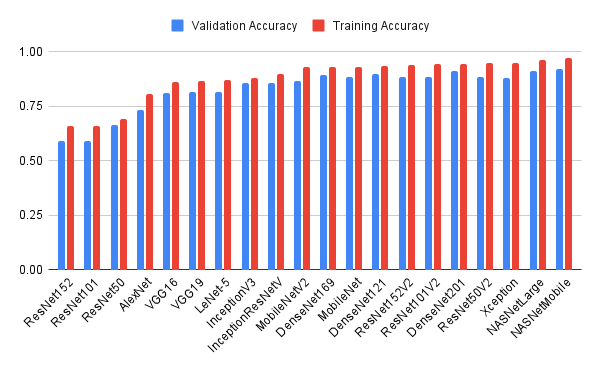 Validation Accuracy
Training Accuracy
1.00
0.75
0.50
0.25
0.00
ResNet152
ResNet101
ResNet50
AlexNet
VGG16
VGG19
LeNet-5
InceptionV3
InceptionResNetV
MobileNetV2
DenseNet169
MobileNet
DenseNet121
ResNet152V2
ResNet101V2
DenseNet201
ResNet50V2
Xception
NASNetLarge
NASNetMobile